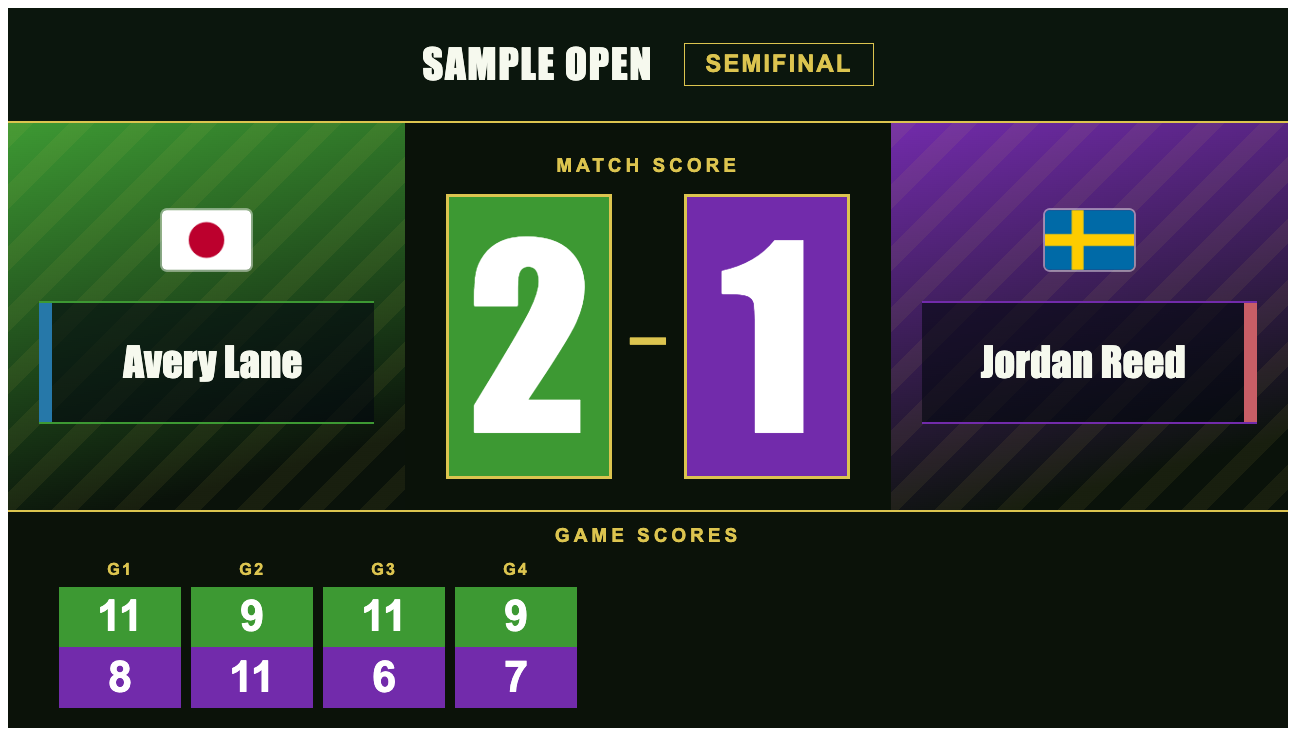 SAMPLE OPEN SEMIFINAL
MATCH SCORE
Avery Lane
2 – 1
Jordan Reed
GAME SCORES
G1 G2 G3 G4
11 9 11 9
8 11 6 7